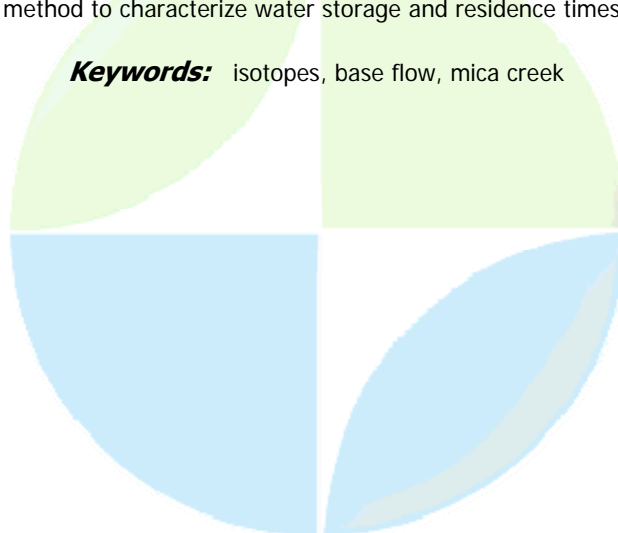 method to characterize water storage and residence times
Keywords: isotopes, base flow, mica creek